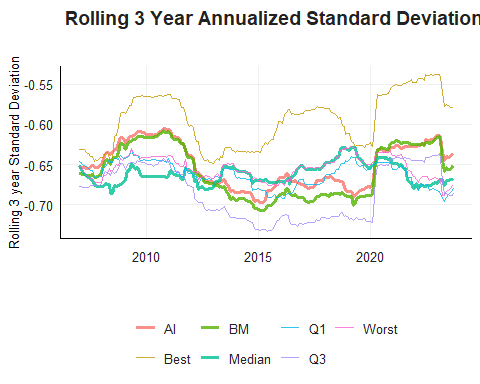 Rolling 3 Year Annualized Standard Deviation
Rolling 3 year Standard Deviation
-0.55
-0.60
-0.65
-0.70
2010 2015 2020
AI BM Q1 Worst
Best Median Q3